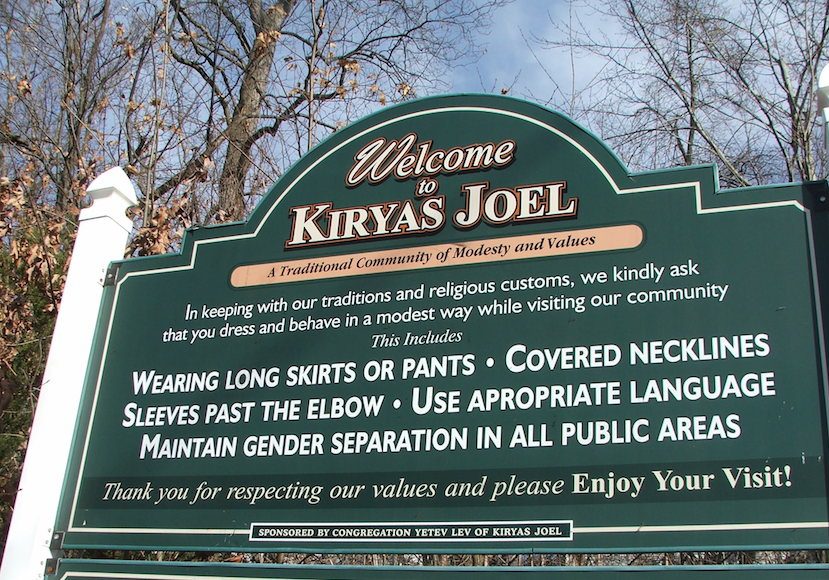 Welcome
to
KIRYAS JOEL
A Traditional Community of Modesty and Values
In keeping with our traditions and religious customs, we kindly ask
that you dress and behave in a modest way while visiting our community
This Includes
WEARING LONG SKIRTS OR PANTS • COVERED NECKLINES
SLEEVES PAST THE ELBOW • USE APROPRIATE LANGUAGE
MAINTAIN GENDER SEPARATION IN ALL PUBLIC AREAS
Thank you for respecting our values and please Enjoy Your Visit!
SPONSORED BY CONGREGATION YETEV LEV OF KIRYAS JOEL